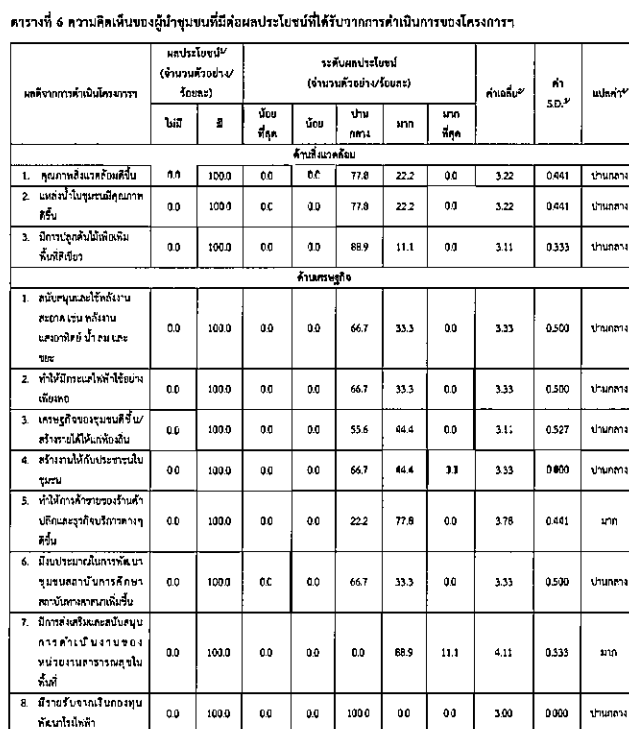 ตารางที่ 6 ความคิดเห็นของผู้นำชุมชนที่มีต่อผลประโยชน์ที่ได้รับจากการดำเนินการของโครงการฯ
ผลดีจากการดำเนินโครงการฯ
ผลประโยชน์1/
(จำนวนตัวอย่าง/
ร้อยละ)
ระดับผลประโยชน์
(จำนวนตัวอย่าง/ร้อยละ)
ค่าเฉลี่ย2/
ค่า
S.D.3/
แปลค่า4/
ไม่มี มี น้อย
ที่สุด น้อย ปาน
กลาง มาก มาก
ที่สุด
ด้านสิ่งแวดล้อม
1. คุณภาพสิ่งแวดล้อมดีขึ้น 0.0 100.0 0.0 0.0 77.8 22.2 0.0 3.22 0.441 ปานกลาง
2. แหล่งน้ำในชุมชนมีคุณภาพ
ดีขึ้น 0.0 100.0 0.0 0.0 77.8 22.2 0.0 3.22 0.441 ปานกลาง
3. มีการปลูกต้นไม้เพื่อเพิ่ม
พื้นที่สีเขียว 0.0 100.0 0.0 0.0 88.9 11.1 0.0 3.11 0.333 ปานกลาง
ด้านเศรษฐกิจ
1. สนับสนุนและใช้พลังงาน
สะอาด เช่น พลังงาน
แสงอาทิตย์ น้ำ ลม และ
ขยะ 0.0 100.0 0.0 0.0 66.7 33.3 0.0 3.33 0.500 ปานกลาง
2. ทำให้มีกระแสไฟฟ้าใช้อย่าง
เพียงพอ 0.0 100.0 0.0 0.0 66.7 33.3 0.0 3.33 0.500 ปานกลาง
3. เศรษฐกิจของชุมชนดีขึ้น/
สร้างรายได้ให้แก่ท้องถิ่น 0.0 100.0 0.0 0.0 55.6 44.4 0.0 3.11 0.527 ปานกลาง
4. สร้างงานให้กับประชาชนใน
ชุมชน 0.0 100.0 0.0 0.0 66.7 44.4 3.33 ปานกลาง
5. ทำให้การค้าขายของร้านค้า
ปลีกและธุรกิจบริการต่าง ๆ
ดีขึ้น 0.0 100.0 0.0 0.0 22.2 77.8 0.0 3.78 0.441 มาก
6. มีงบประมาณในการพัฒนา
ชุมชนสถาบันการศึกษา
สถาบันทางศาสนาเพิ่มขึ้น 0.0 100.0 0.0 0.0 66.7 33.3 0.0 3.33 0.500 ปานกลาง
7. มีการส่งเสริมและสนับสนุน
การดำเนินงานของ
หน่วยงานสาธารณสุขใน
พื้นที่ 0.0 100.0 0.0 0.0 0.0 88.9 11.1 4.11 0.333 มาก
8. มีรายรับจากเงินกองทุน
พัฒนาไฟฟ้า 0.0 100.0 0.0 0.0 100.0 0.0 0.0 3.00 0.000 ปานกลาง